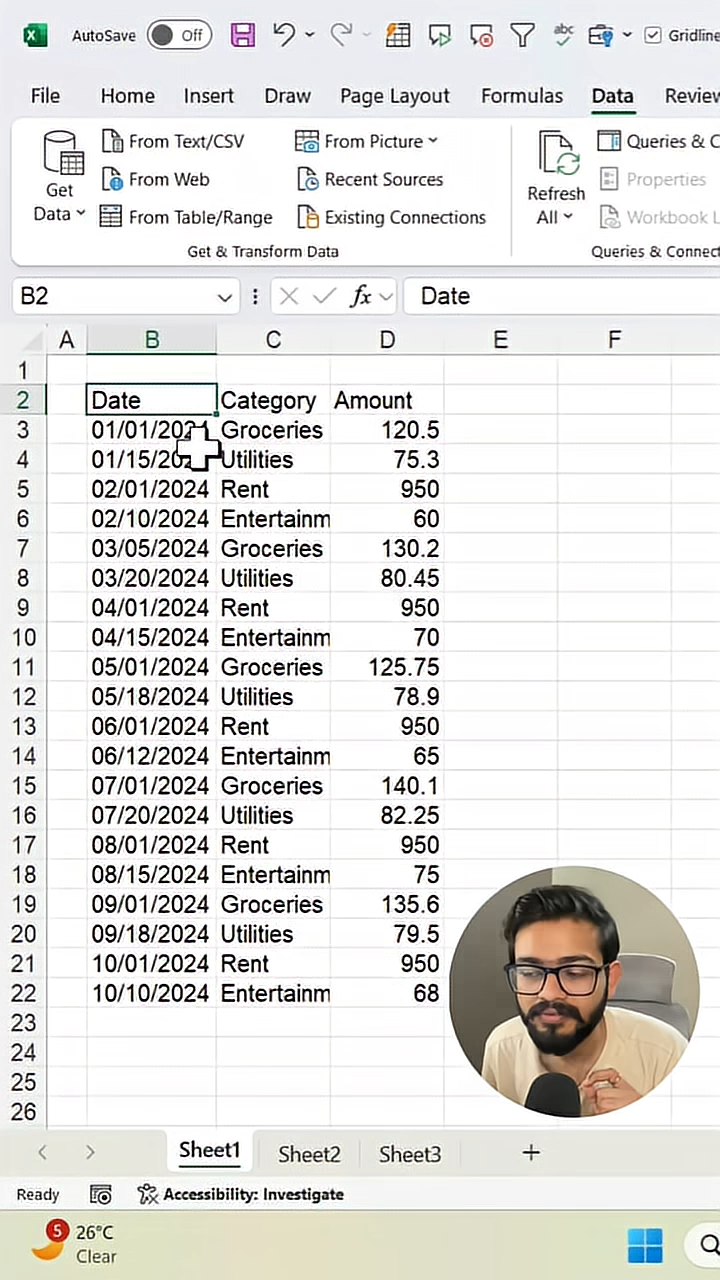 AutoSave Off abc Gridline
File Home Insert Draw Page Layout Formulas Data Review
From Text/CSV From Picture Queries & C
Get Data From Web Recent Sources Refresh All Properties
From Table/Range Existing Connections Workbook L
Get & Transform Data Queries & Connect
B2 fx Date
A B C D E F
1
2 Date Category Amount
3 01/01/2024 Groceries 120.5
4 01/15/202 Utilities 75.3
5 02/01/2024 Rent 950
6 02/10/2024 Entertainm 60
7 03/05/2024 Groceries 130.2
8 03/20/2024 Utilities 80.45
9 04/01/2024 Rent 950
10 04/15/2024 Entertainm 70
11 05/01/2024 Groceries 125.75
12 05/18/2024 Utilities 78.9
13 06/01/2024 Rent 950
14 06/12/2024 Entertainm 65
15 07/01/2024 Groceries 140.1
16 07/20/2024 Utilities 82.25
17 08/01/2024 Rent 950
18 08/15/2024 Entertainm 75
19 09/01/2024 Groceries 135.6
20 09/18/2024 Utilities 79.5
21 10/01/2024 Rent 950
22 10/10/2024 Entertainm 68
23
24
25
26
Sheet1 Sheet2 Sheet3
Ready Accessibility: Investigate
5 26°C
Clear